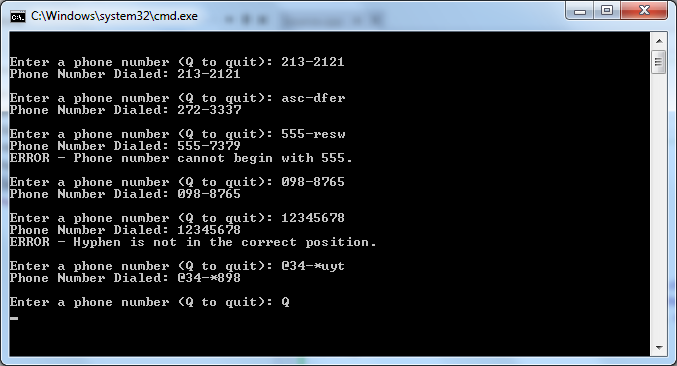 C:\Windows\system32\cmd.exe
Enter a phone number (Q to quit): 213-2121
Phone Number Dialed: 213-2121
Enter a phone number (Q to quit): asc-dfer
Phone Number Dialed: 272-3337
Enter a phone number (Q to quit): 555-resw
Phone Number Dialed: 555-7379
ERROR - Phone number cannot begin with 555.
Enter a phone number (Q to quit): 098-8765
Phone Number Dialed: 098-8765
Enter a phone number (Q to quit): 12345678
Phone Number Dialed: 12345678
ERROR - Hyphen is not in the correct position.
Enter a phone number (Q to quit): @34-*uyt
Phone Number Dialed: @34-*898
Enter a phone number (Q to quit): Q